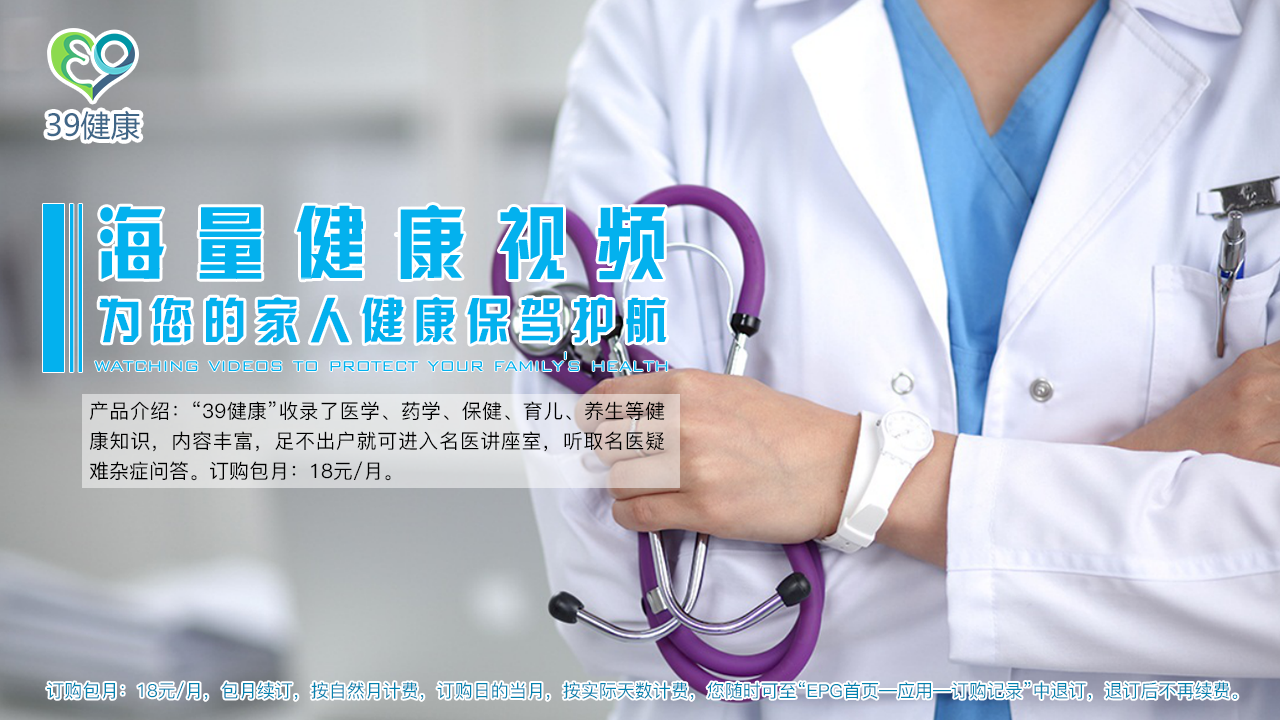 39健康
海量健康视频
为您的家人健康保驾护航
WATCHING VIDEOS TO PROTECT YOUR FAMILY'S HEALTH
产品介绍：“39健康”收录了医学、药学、保健、育儿、养生等健
康知识，内容丰富，足不出户就可进入名医讲座室，听取名医疑
难杂症问答。订购包月：18元/月。
订购包月：18元/月，包月续订，按自然月计费，订购日的当月，按实际天数计费，您随时可至“EPG首页—应用—订购记录”中退订，退订后不再续费。